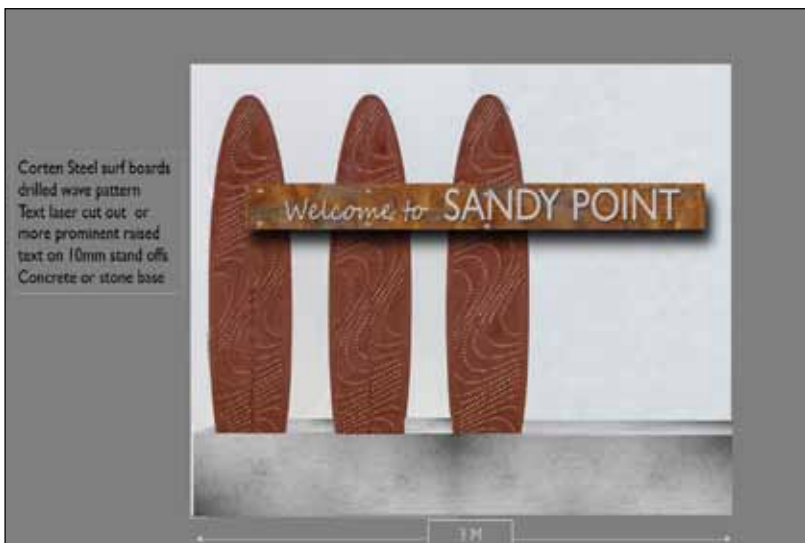 Corten Steel surf boards
drilled wave pattern
Text laser cut out or
more prominent raised
text on 10mm stand offs
Concrete or stone base
Welcome to SANDY POINT
3 M